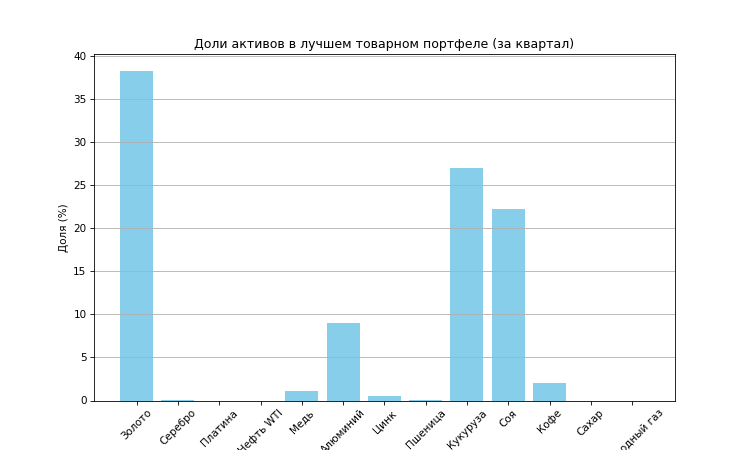 Доли активов в лучшем товарном портфеле (за квартал)
Доля (%)
40
35
30
25
20
15
10
5
0
Золото
Серебро
Платина
Нефть WTI
Медь
Алюминий
Цинк
Пшеница
Кукуруза
Соя
Кофе
Сахар
газ